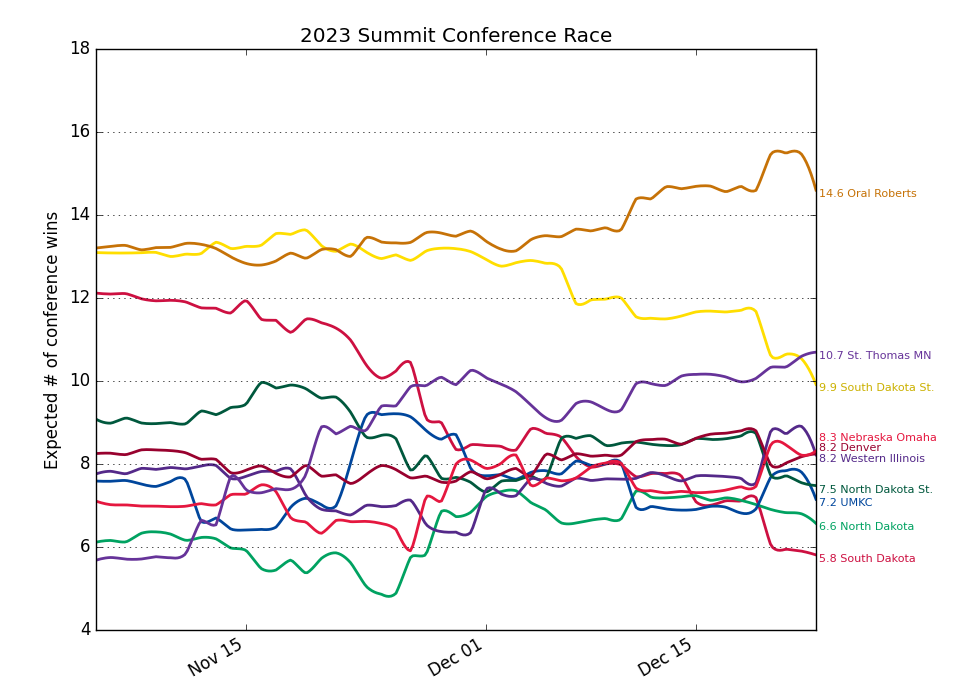 2023 Summit Conference Race
Expected # of conference wins
18
16
14
12
10
8
6
4
Nov 15
Dec 01
Dec 15
14.6 Oral Roberts
10.7 St. Thomas MN
9.9 South Dakota St.
8.3 Nebraska Omaha
8.2 Denver
8.2 Western Illinois
7.5 North Dakota St.
7.2 UMKC
6.6 North Dakota
5.8 South Dakota